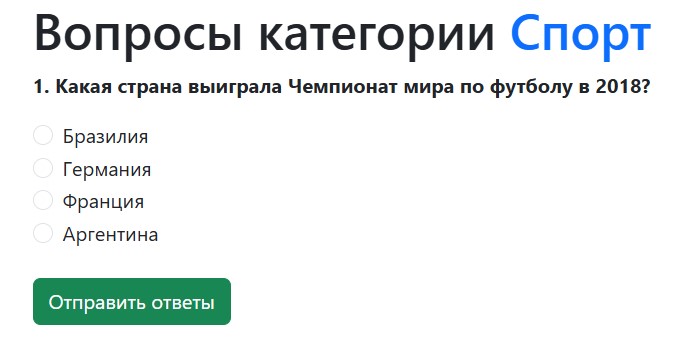 Вопросы категории Спорт
1. Какая страна выиграла Чемпионат мира по футболу в 2018?
Бразилия
Германия
Франция
Аргентина
Отправить ответы